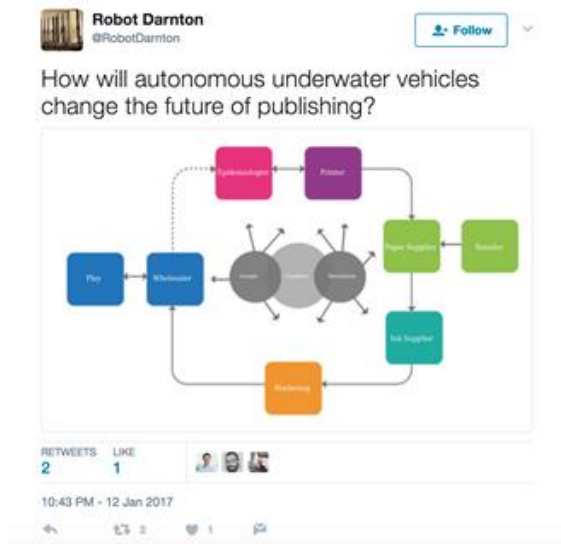 Robot Darnton
@RobotDarnton
Follow
How will autonomous underwater vehicles
change the future of publishing?
Epidemiologist
Printer
Paper Supplier
Play
Wholesaler
Ink Supplier
Marketing
RETWEETS LIKE
2 1
10:43 PM - 12 Jan 2017
2 1